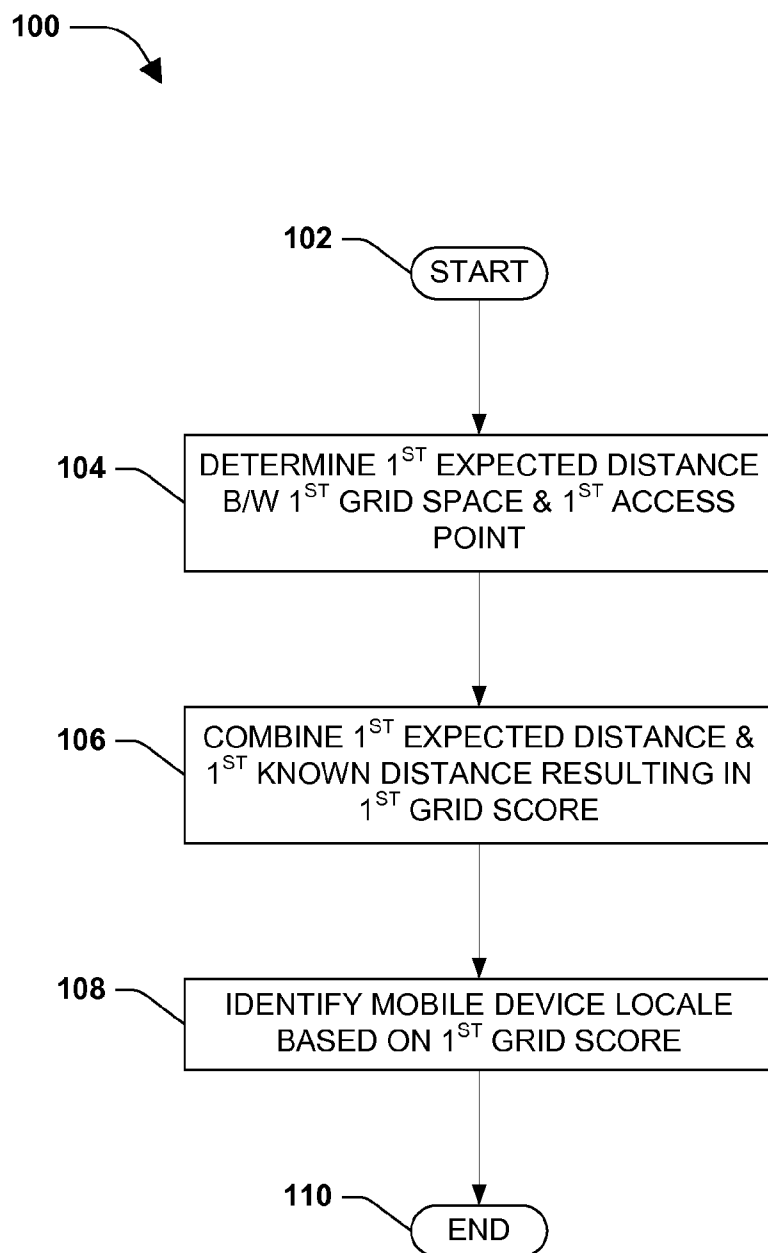 100
102
START
104
DETERMINE 1ST EXPECTED DISTANCE
B/W 1ST GRID SPACE & 1ST ACCESS
POINT
106
COMBINE 1ST EXPECTED DISTANCE &
1ST KNOWN DISTANCE RESULTING IN
1ST GRID SCORE
108
IDENTIFY MOBILE DEVICE LOCALE
BASED ON 1ST GRID SCORE
110
END